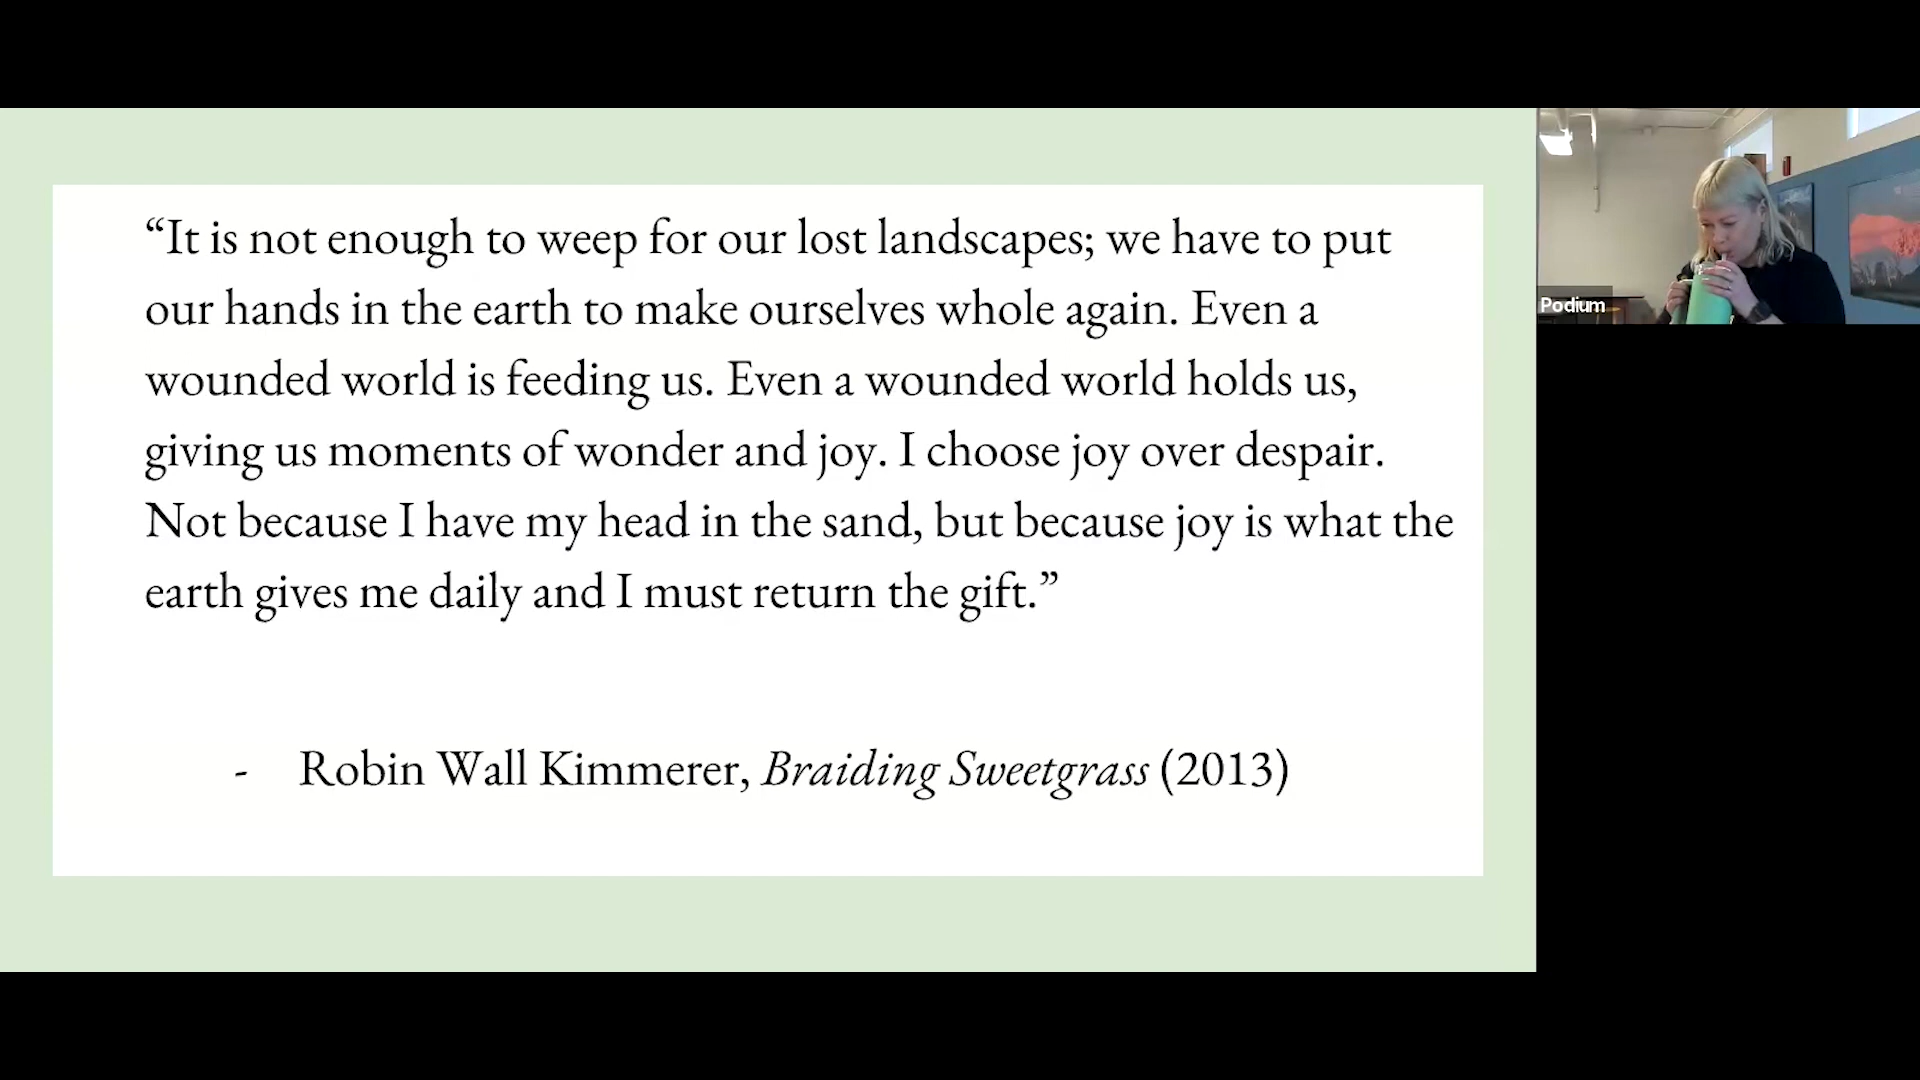 “It is not enough to weep for our lost landscapes; we have to put
our hands in the earth to make ourselves whole again. Even a
wounded world is feeding us. Even a wounded world holds us,
giving us moments of wonder and joy. I choose joy over despair.
Not because I have my head in the sand, but because joy is what the
earth gives me daily and I must return the gift.”
- Robin Wall Kimmerer, Braiding Sweetgrass (2013)
Podium